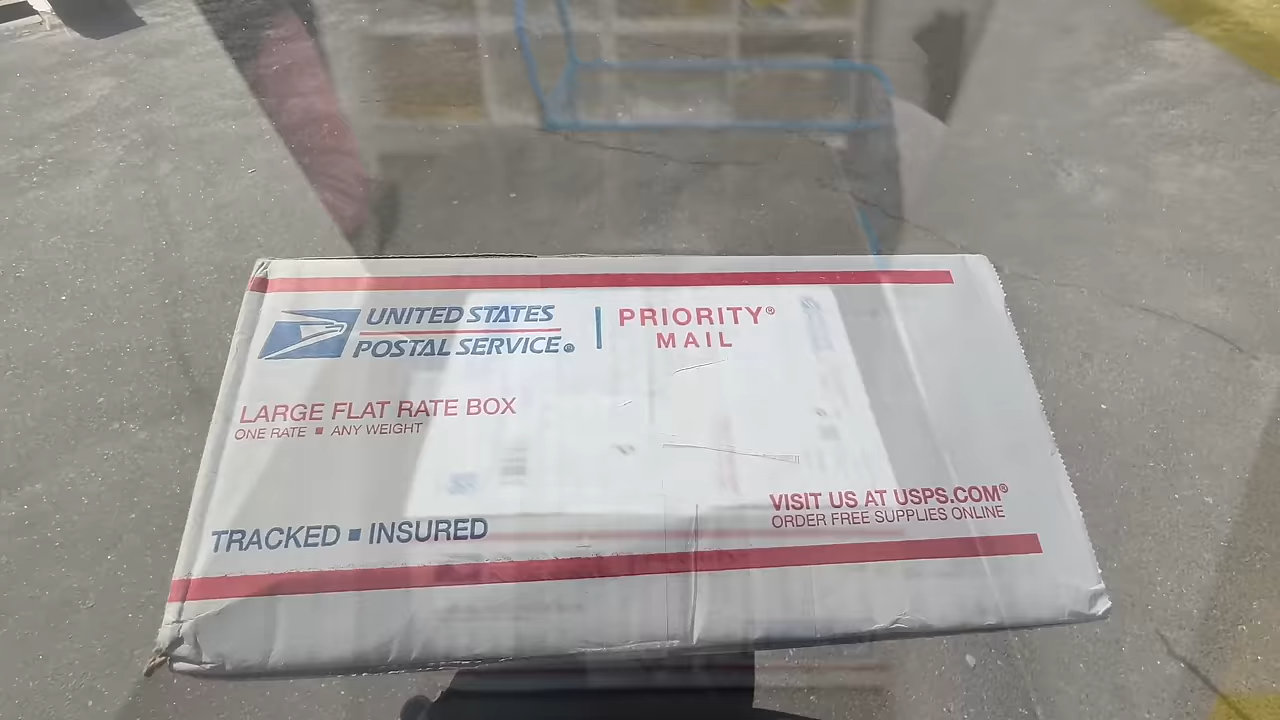 UNITED STATES
POSTAL SERVICE®
PRIORITY®
MAIL
LARGE FLAT RATE BOX
ONE RATE ■ ANY WEIGHT
TRACKED ■ INSURED
VISIT US AT USPS.COM®
ORDER FREE SUPPLIES ONLINE